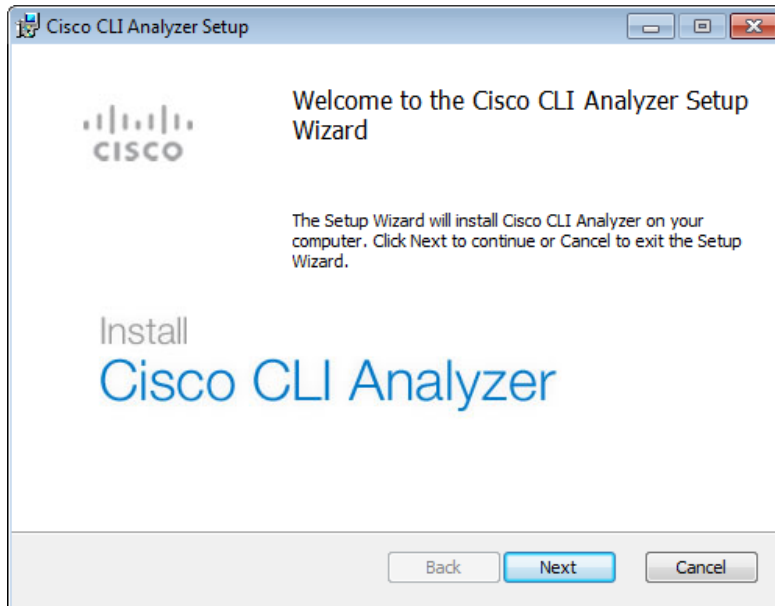 Cisco CLI Analyzer Setup
CISCO
Welcome to the Cisco CLI Analyzer Setup
Wizard
The Setup Wizard will install Cisco CLI Analyzer on your
computer. Click Next to continue or Cancel to exit the Setup
Wizard.
Install
Cisco CLI Analyzer
Back
Next
Cancel